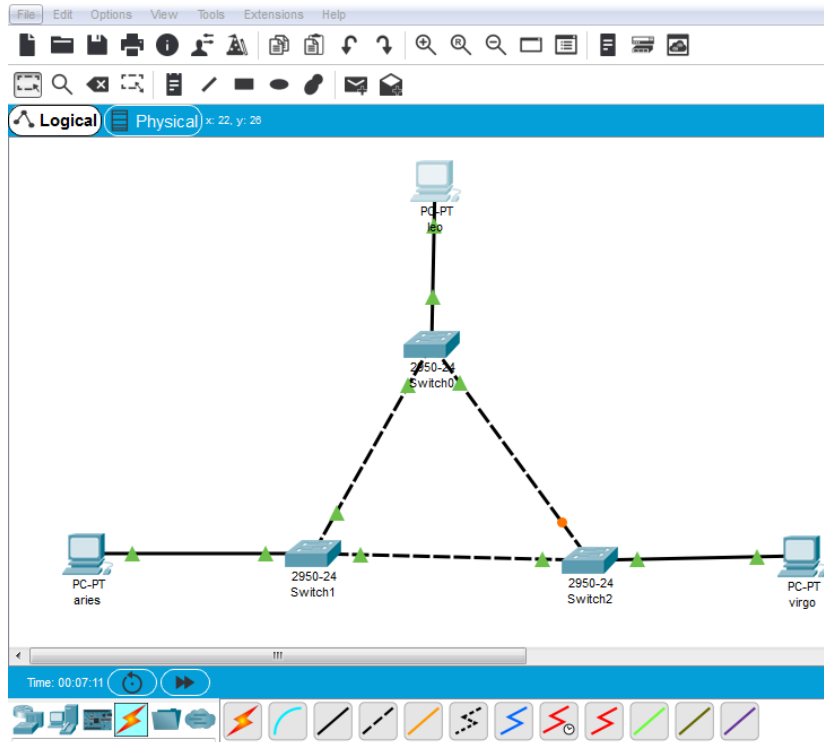 File Edit Options View Tools Extensions Help
Logical Physical x: 22, y: 26
PC-PT
leo
2950-24
Switch0
2950-24
Switch1
2950-24
Switch2
PC-PT
aries
PC-PT
virgo
Time: 00:07:11